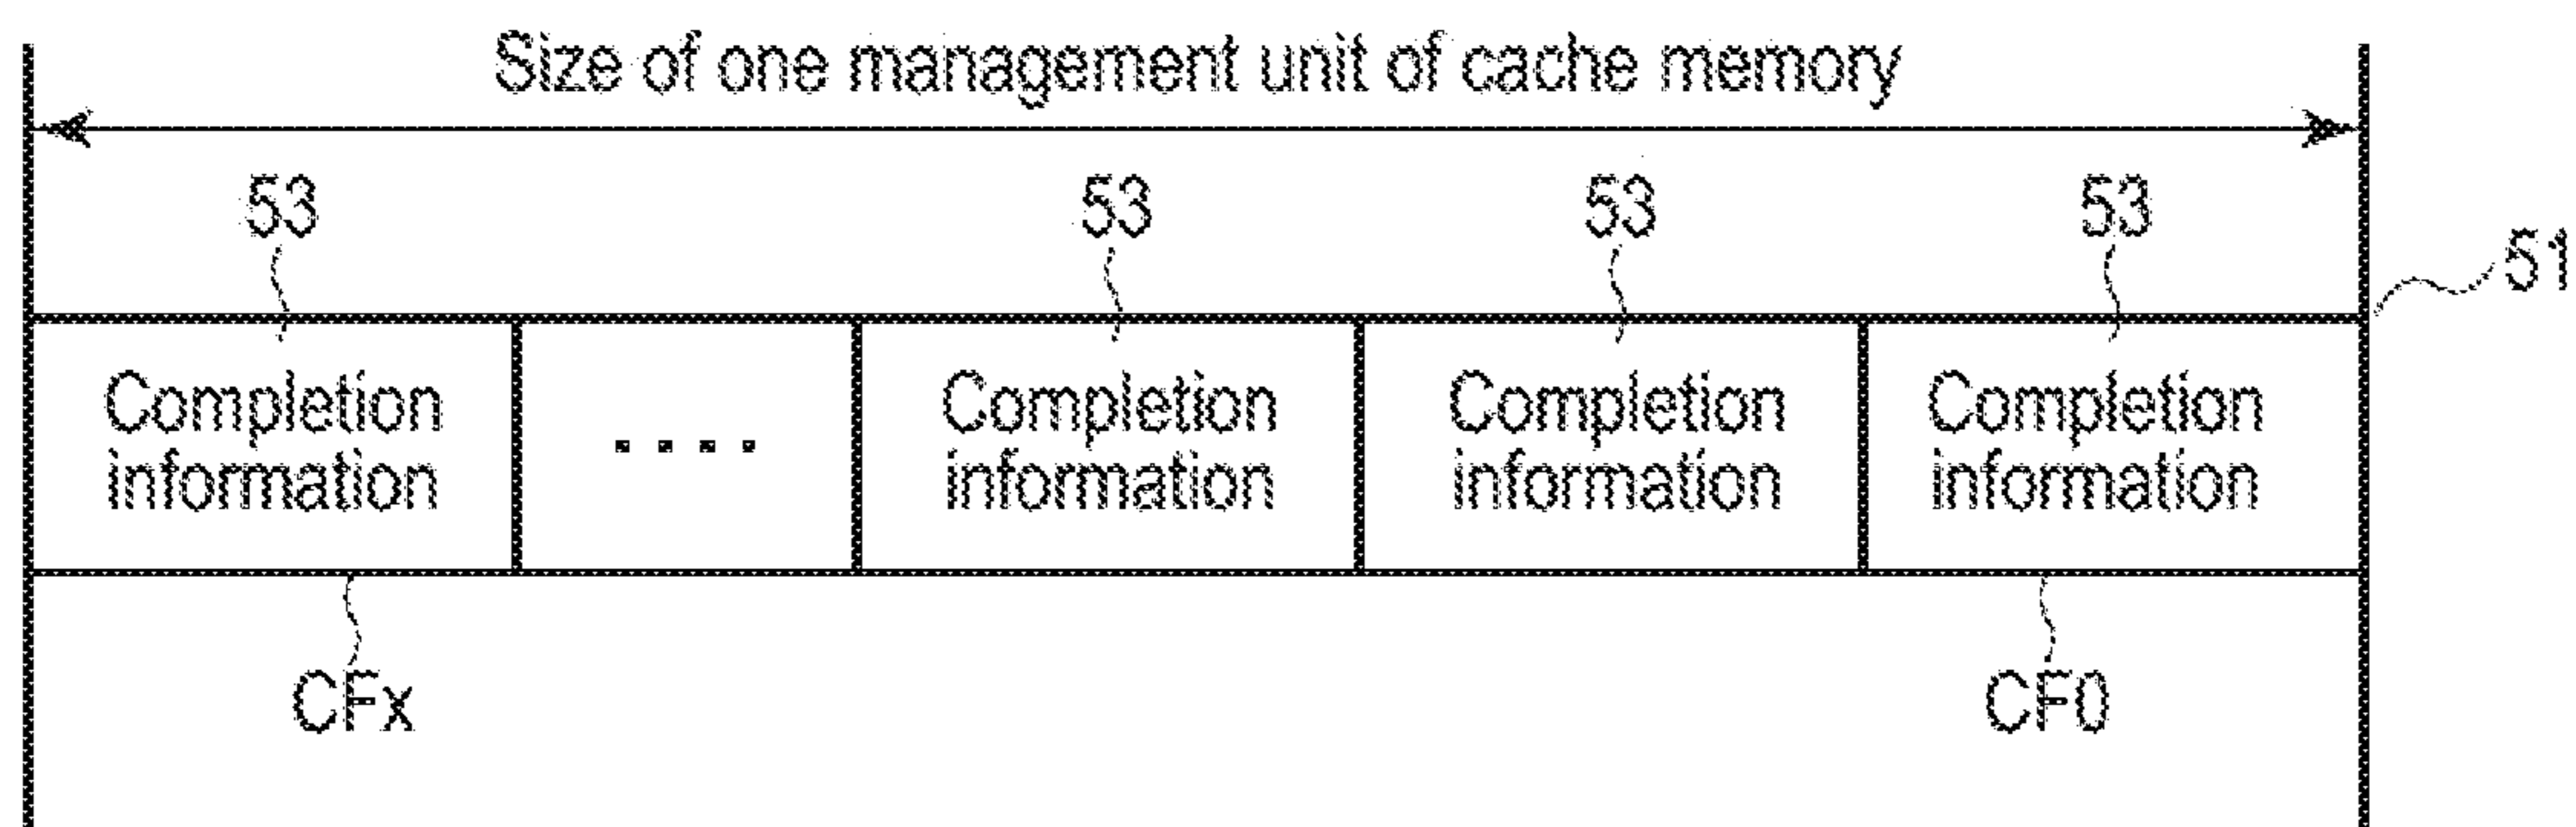 Size of one management unit of cache memory
53 53 53 53
51
Completion information
. . . .
Completion information
Completion information
Completion information
CFx
CF0